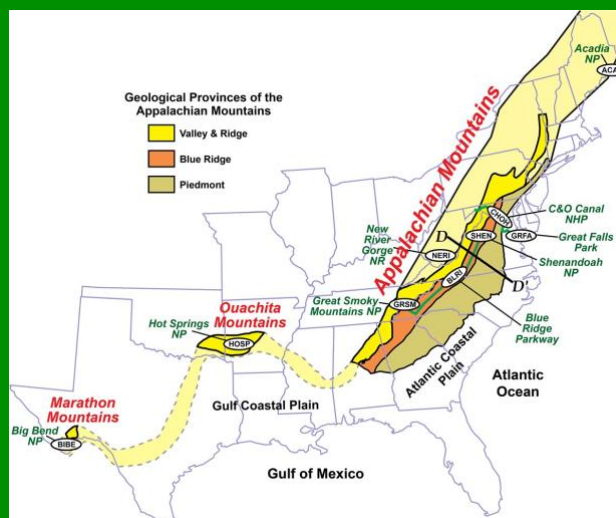 Acadia
NP
ACA
Geological Provinces of the
Appalachian Mountains
Valley & Ridge
Blue Ridge
Piedmont
Appalachian Mountains
C&O Canal
NHP
CHOH
New
River
Gorge
NR
D
SHEN
GRFA
Great Falls
Park
NERI
Shenandoah
NP
Ouachita
Mountains
BLRI
D'
Great Smoky
Mountains NP
GRSM
Hot Springs
NP
HOSP
Blue
Ridge
Parkway
Atlantic Coastal
Plain
Atlantic
Ocean
Marathon
Mountains
Gulf Coastal Plain
Big Bend
NP
BIBE
Gulf of Mexico